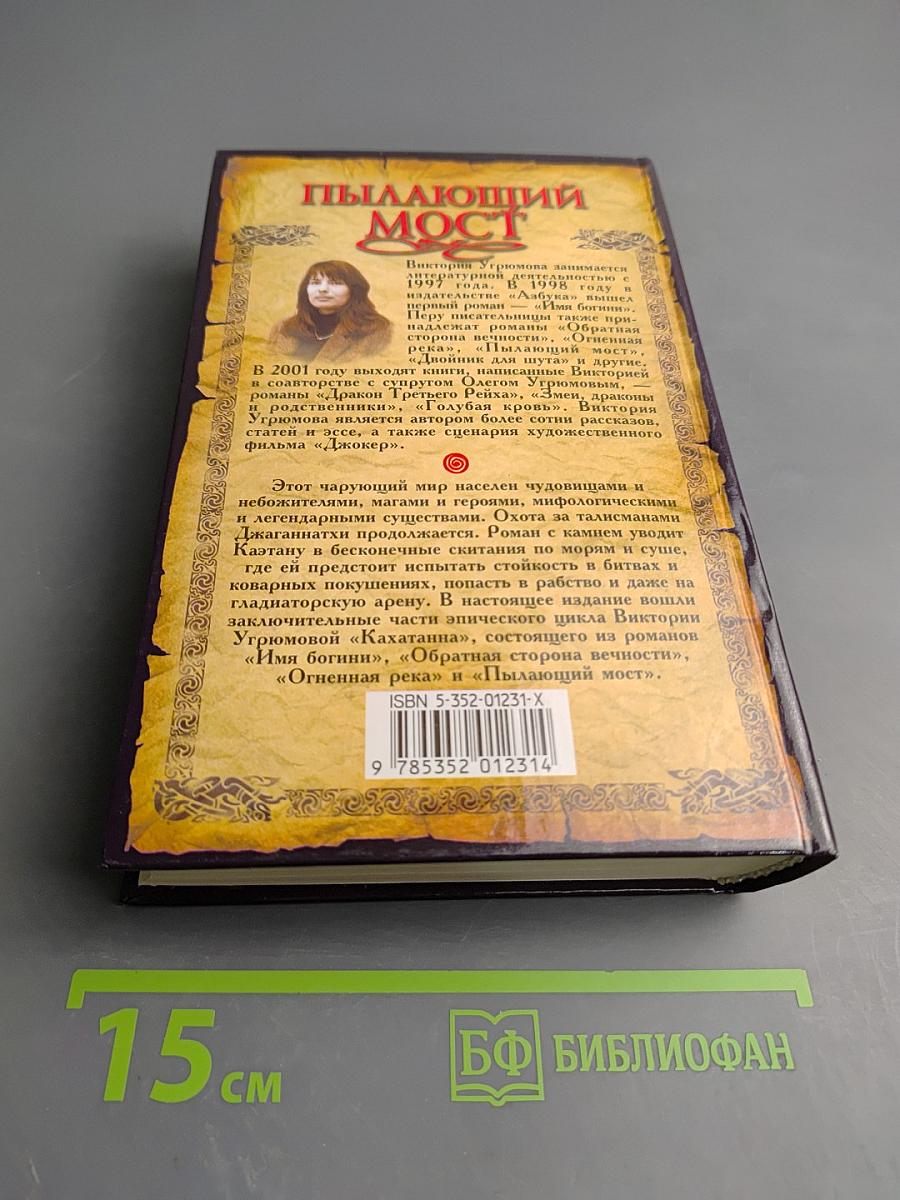 ПЫЛАЮЩИЙ
МОСТ
Виктория Угрюмова занимается
литературной деятельностью с
1997 года. В 1998 году в
издательстве «Азбука» вышел
первый роман — «Имя богини».
Перу писательницы также при-
надлежат романы «Обратная
сторона вечности», «Огненная
река», «Пылающий мост»,
«Двойник для шута» и другие.
В 2001 году выходят книги, написанные Викторией
в соавторстве с супругом Олегом Угрюмовым, —
романы «Дракон Третьего Рейха», «Змеи, драконы
и родственники», «Голубая кровь». Виктория
Угрюмова является автором более сотни рассказов,
статей и эссе, а также сценария художественного
фильма «Джокер».
Этот чарующий мир населен чудовищами и
небожителями, магами и героями, мифологическими
и легендарными существами. Охота за талисманами
Джаганнатхи продолжается. Роман с камнем уводит
Каэтану в бесконечные скитания по морям и суше,
где ей предстоит испытать стойкость в битвах и
коварных покушениях, попасть в рабство и даже на
гладиаторскую арену. В настоящее издание вошли
заключительные части эпического цикла Виктории
Угрюмовой «Кахатанна», состоящего из романов
«Имя богини», «Обратная сторона вечности»,
«Огненная река» и «Пылающий мост».
ISBN 5-352-01231-X
9 785352 012314
15 см
БФ БИБЛИОФАН